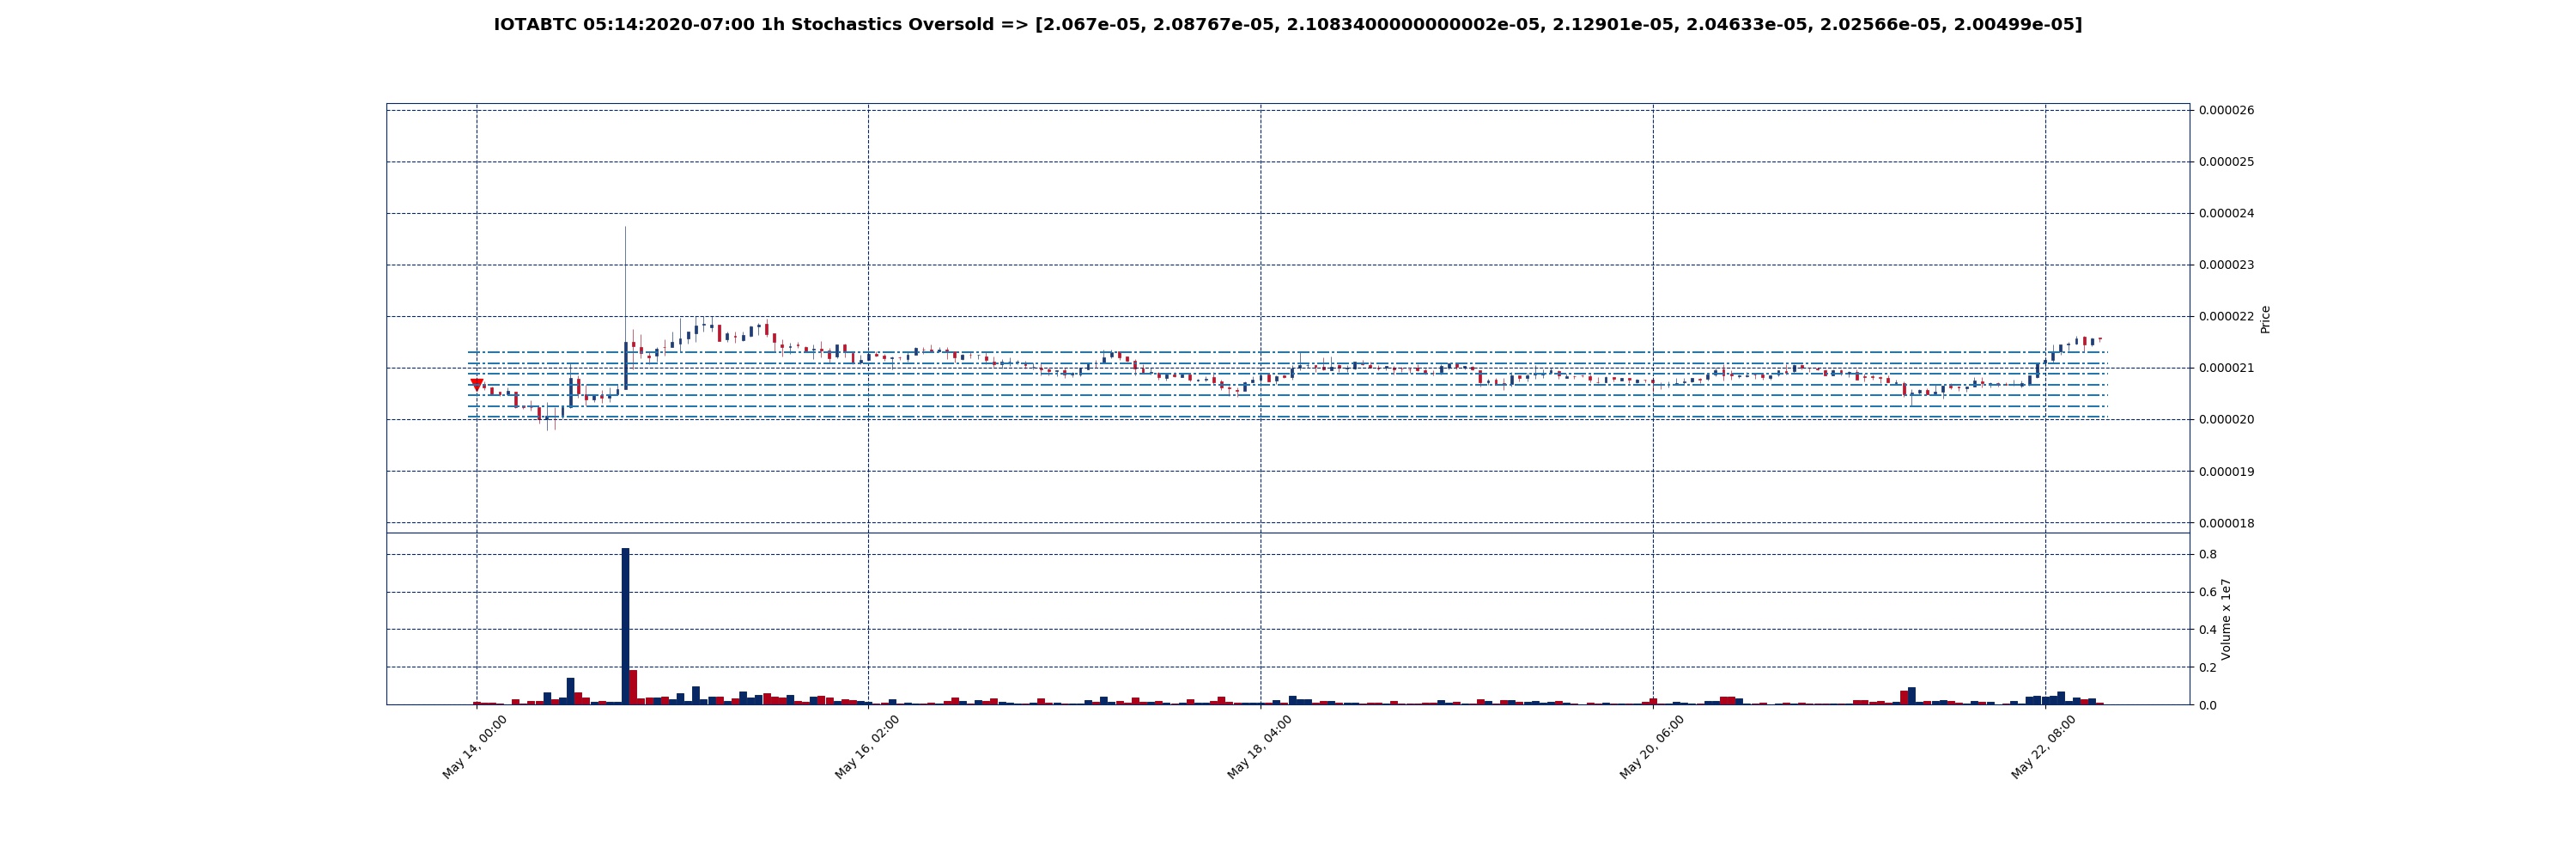 IOTABTC 05:14:2020-07:00 1h Stochastics Oversold => [2.067e-05, 2.08767e-05, 2.1083400000000002e-05, 2.12901e-05, 2.04633e-05, 2.02566e-05, 2.00499e-05]
0.000026
0.000025
0.000024
0.000023
0.000022
0.000021
0.000020
0.000019
0.000018
Price
0.8
0.6
0.4
0.2
0.0
Volume x 1e7
May 14, 00:00
May 16, 02:00
May 18, 04:00
May 20, 06:00
May 22, 08:00